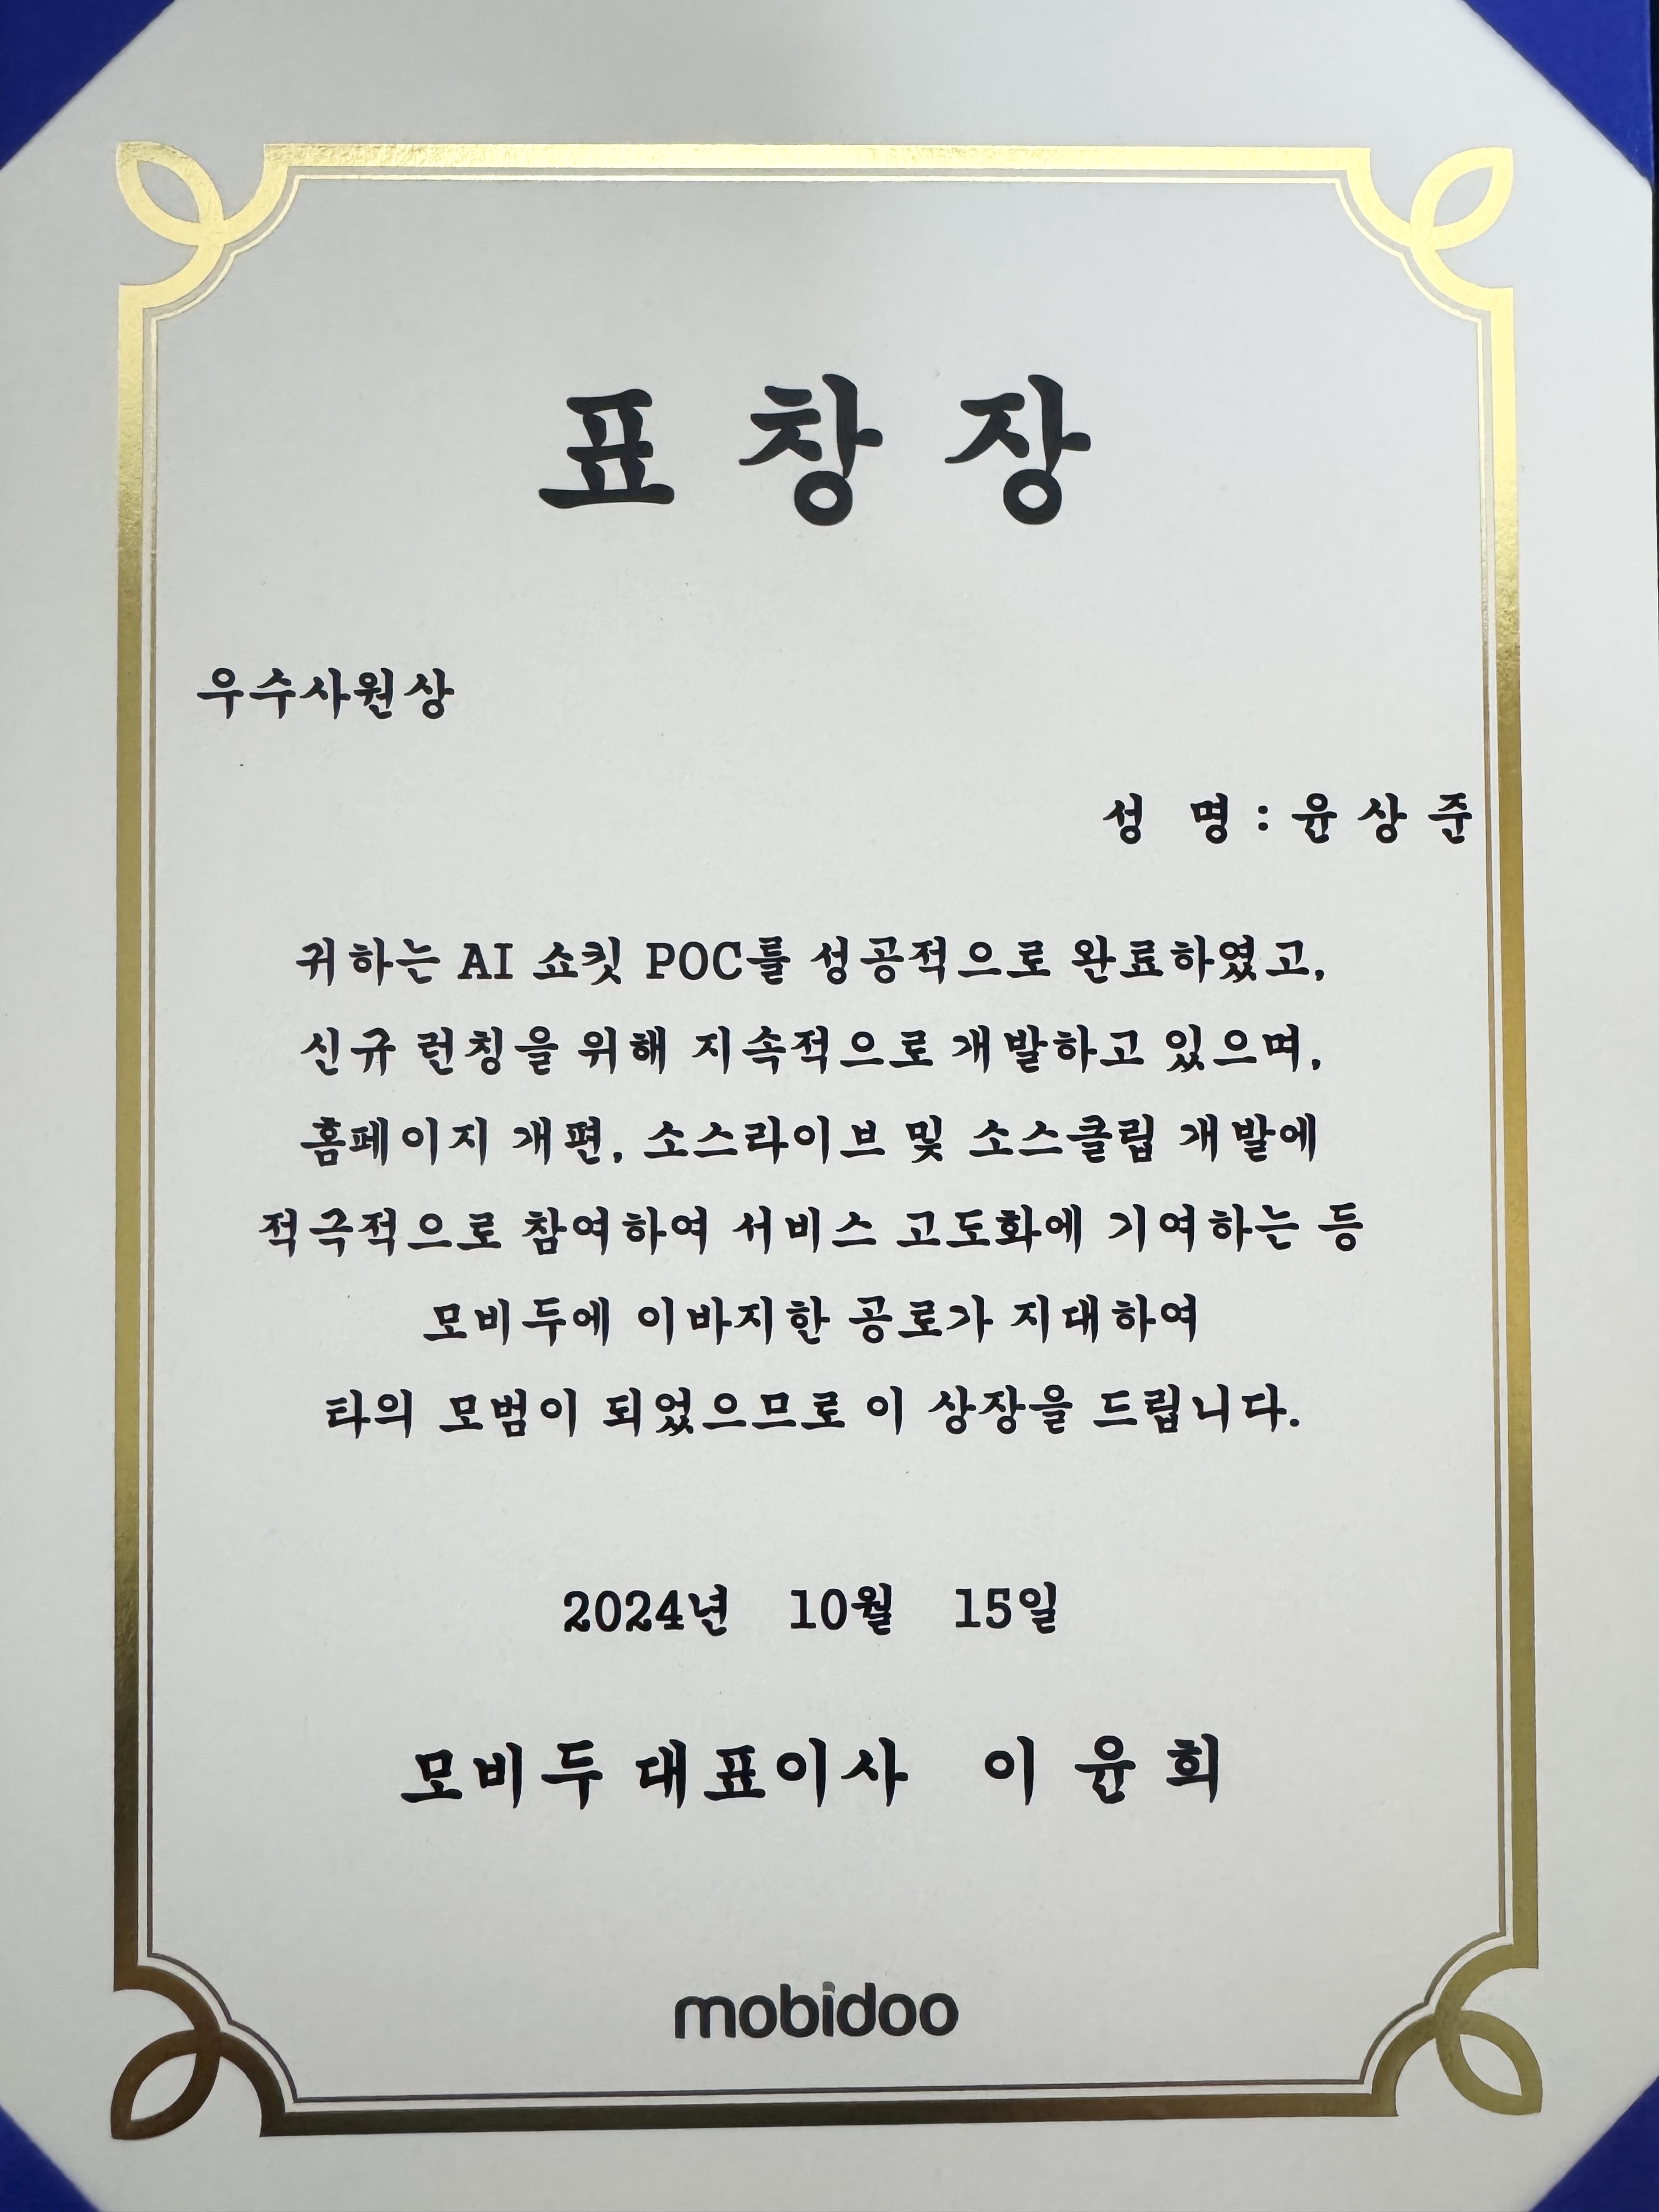 표 창 장
우수사원상
성 명 : 윤 상 준
귀하는 AI 쇼킷 POC를 성공적으로 완료하였고,
신규 런칭을 위해 지속적으로 개발하고 있으며,
홈페이지 개편, 소스라이브 및 소스클립 개발에
적극적으로 참여하여 서비스 고도화에 기여하는 등
모비두에 이바지한 공로가 지대하여
타의 모범이 되었으므로 이 상장을 드립니다.
2024년 10월 15일
모비두 대표이사 이 윤 희
mobidoo